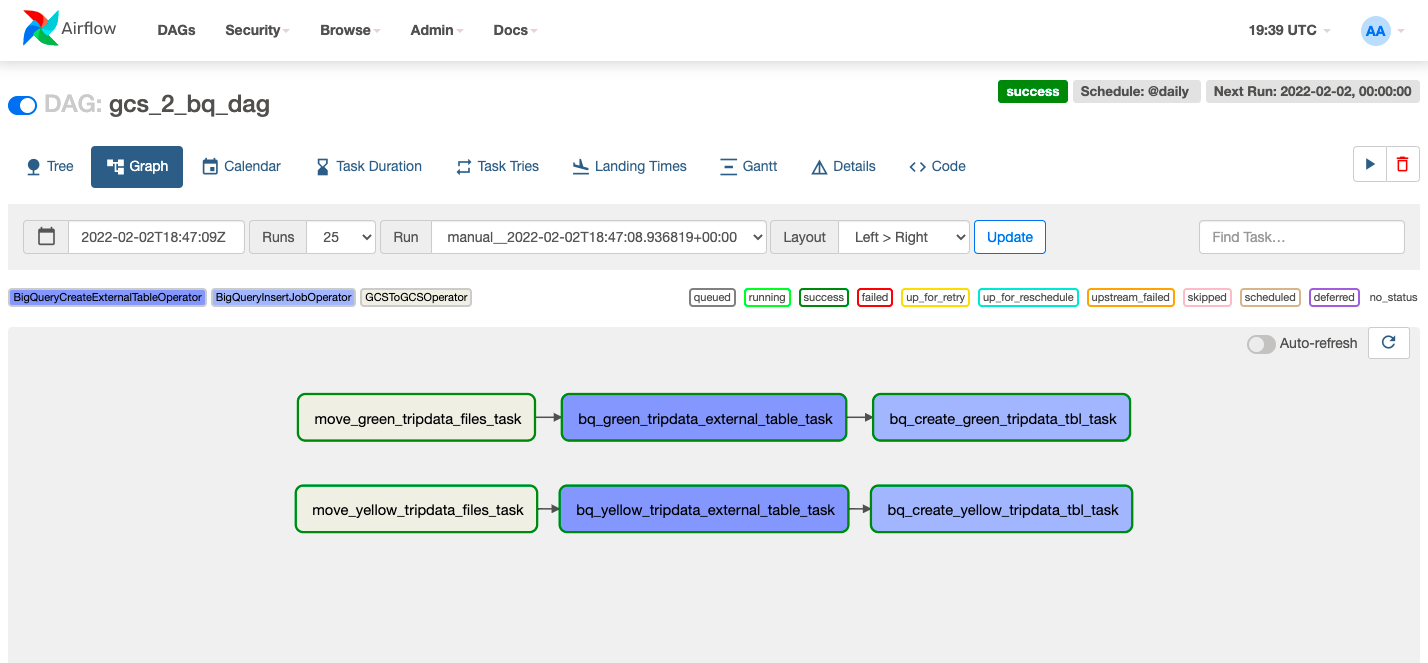 Airflow DAGs Security Browse Admin Docs 19:39 UTC AA
DAG: gcs_2_bq_dag success Schedule: @daily Next Run: 2022-02-02, 00:00:00
Tree Graph Calendar Task Duration Task Tries Landing Times Gantt Details Code
2022-02-02T18:47:09Z Runs 25 Run manual__2022-02-02T18:47:08.936819+00:00 Layout Left > Right Update Find Task...
BigQueryCreateExternalTableOperator BigQueryInsertJobOperator GCSToGCSOperator queued running success failed up_for_retry up_for_reschedule upstream_failed skipped scheduled deferred no_status
Auto-refresh
move_green_tripdata_files_task bq_green_tripdata_external_table_task bq_create_green_tripdata_tbl_task
move_yellow_tripdata_files_task bq_yellow_tripdata_external_table_task bq_create_yellow_tripdata_tbl_task